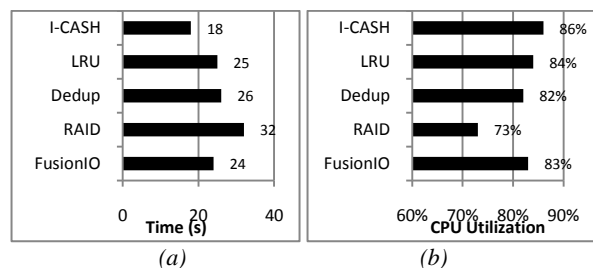 I-CASH 18
LRU 25
Dedup 26
RAID 32
FusionIO 24
0 20 40
Time (s)
(a)
I-CASH 86%
LRU 84%
Dedup 82%
RAID 73%
FusionIO 83%
60% 70% 80% 90%
CPU Utilization
(b)